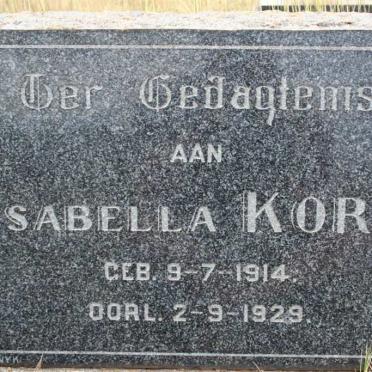 Ter Gedagtenis
AAN
SABELLA KOR
GEB. 9-7-1914.
OORL. 2-9-1929.